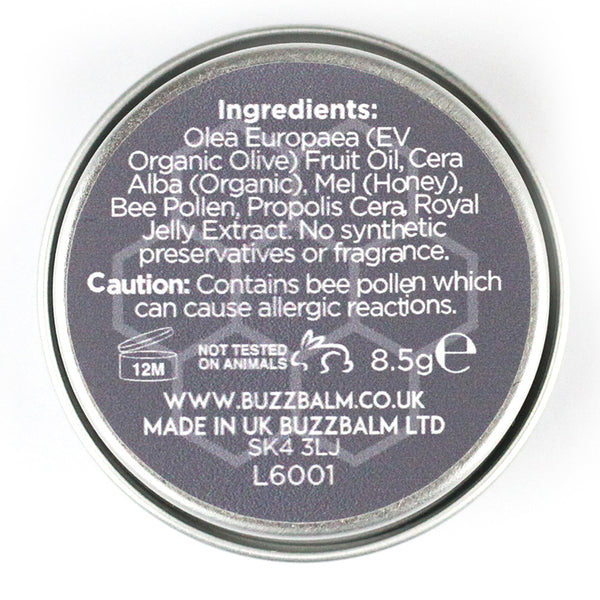 Ingredients:
Olea Europaea (EV
Organic Olive) Fruit Oil, Cera
Alba (Organic), Mel (Honey),
Bee Pollen, Propolis Cera, Royal
Jelly Extract. No synthetic
preservatives or fragrance.
Caution: Contains bee pollen which
can cause allergic reactions.
12M
NOT TESTED
ON ANIMALS
8.5g℮
WWW.BUZZBALM.CO.UK
MADE IN UK BUZZBALM LTD
SK4 3LJ
L6001